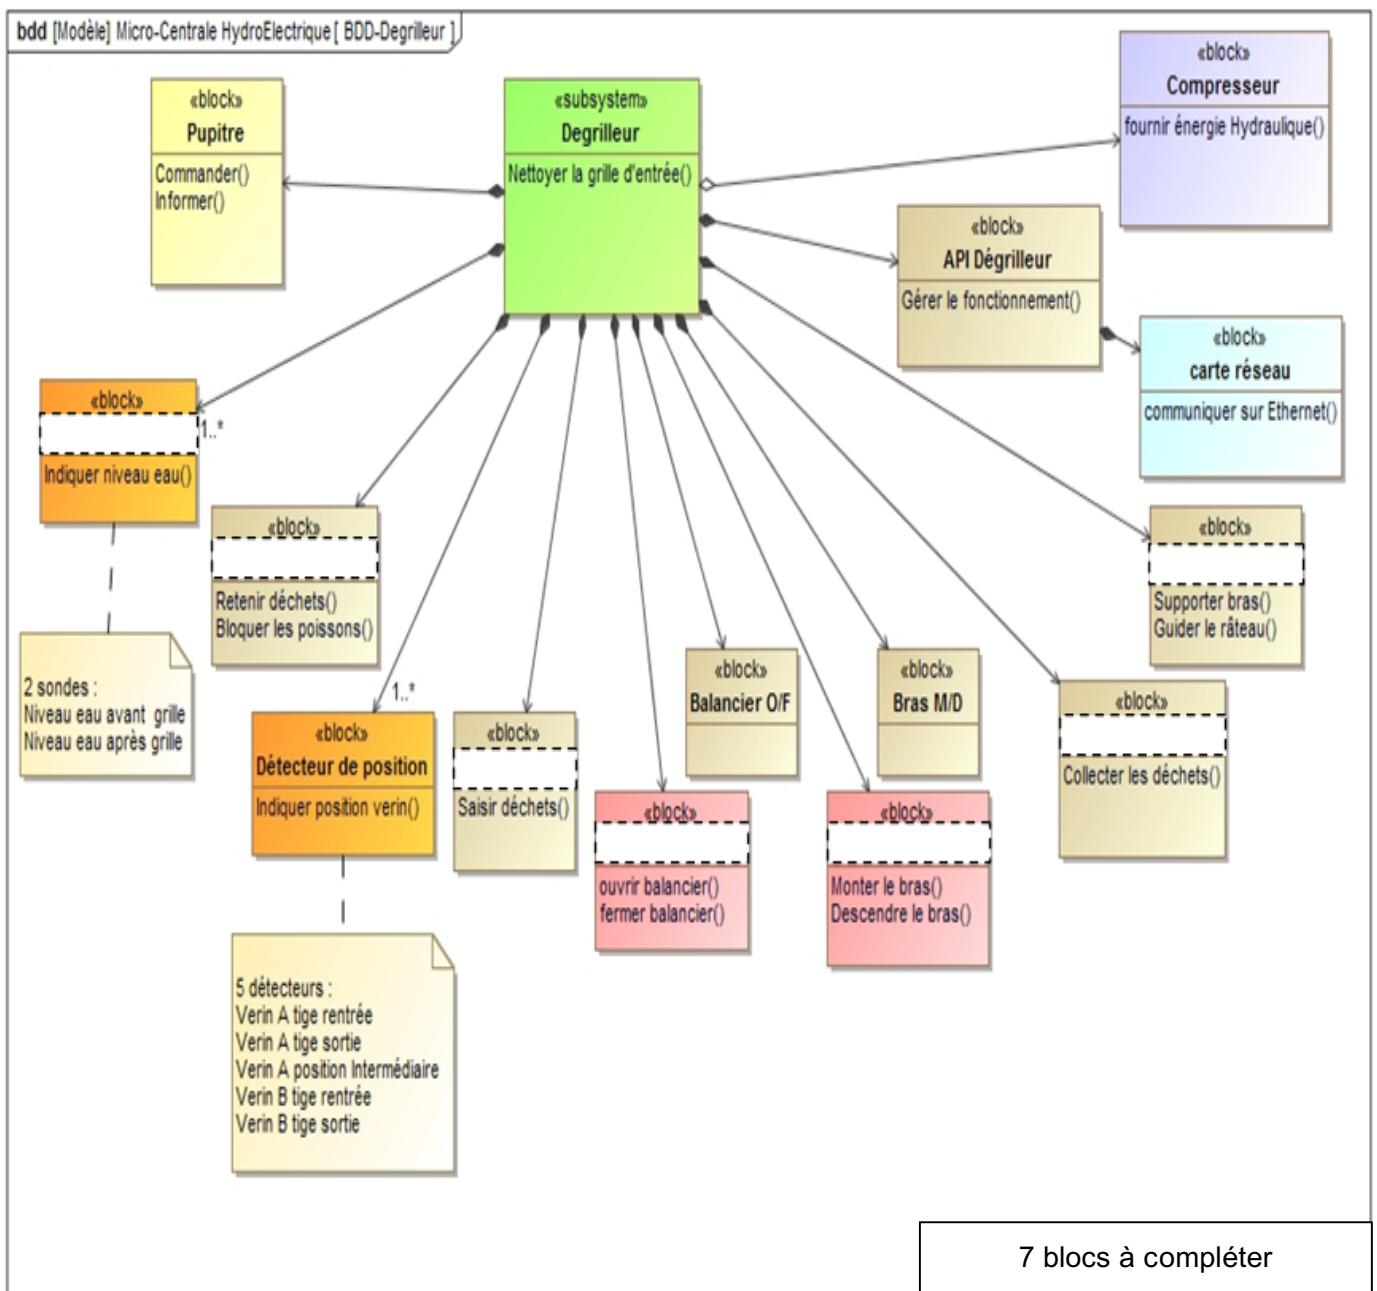 bdd [Modèle] Micro-Centrale HydroElectrique [ BDD-Degrilleur ]
«block»
Pupitre
Commander()
Informer()
«subsystem»
Degrilleur
Nettoyer la grille d'entrée()
«block»
Compresseur
fournir énergie Hydraulique()
«block»
API Dégrilleur
Gérer le fonctionnement()
«block»
carte réseau
communiquer sur Ethernet()
«block»
1..*
Indiquer niveau eau()
2 sondes :
Niveau eau avant grille
Niveau eau après grille
«block»
Retenir déchets()
Bloquer les poissons()
1..*
«block»
Détecteur de position
Indiquer position verin()
5 détecteurs :
Verin A tige rentrée
Verin A tige sortie
Verin A position Intermédiaire
Verin B tige rentrée
Verin B tige sortie
«block»
Saisir déchets()
«block»
ouvrir balancier()
fermer balancier()
«block»
Balancier O/F
«block»
Bras M/D
«block»
Monter le bras()
Descendre le bras()
«block»
Collecter les déchets()
«block»
Supporter bras()
Guider le râteau()
7 blocs à compléter